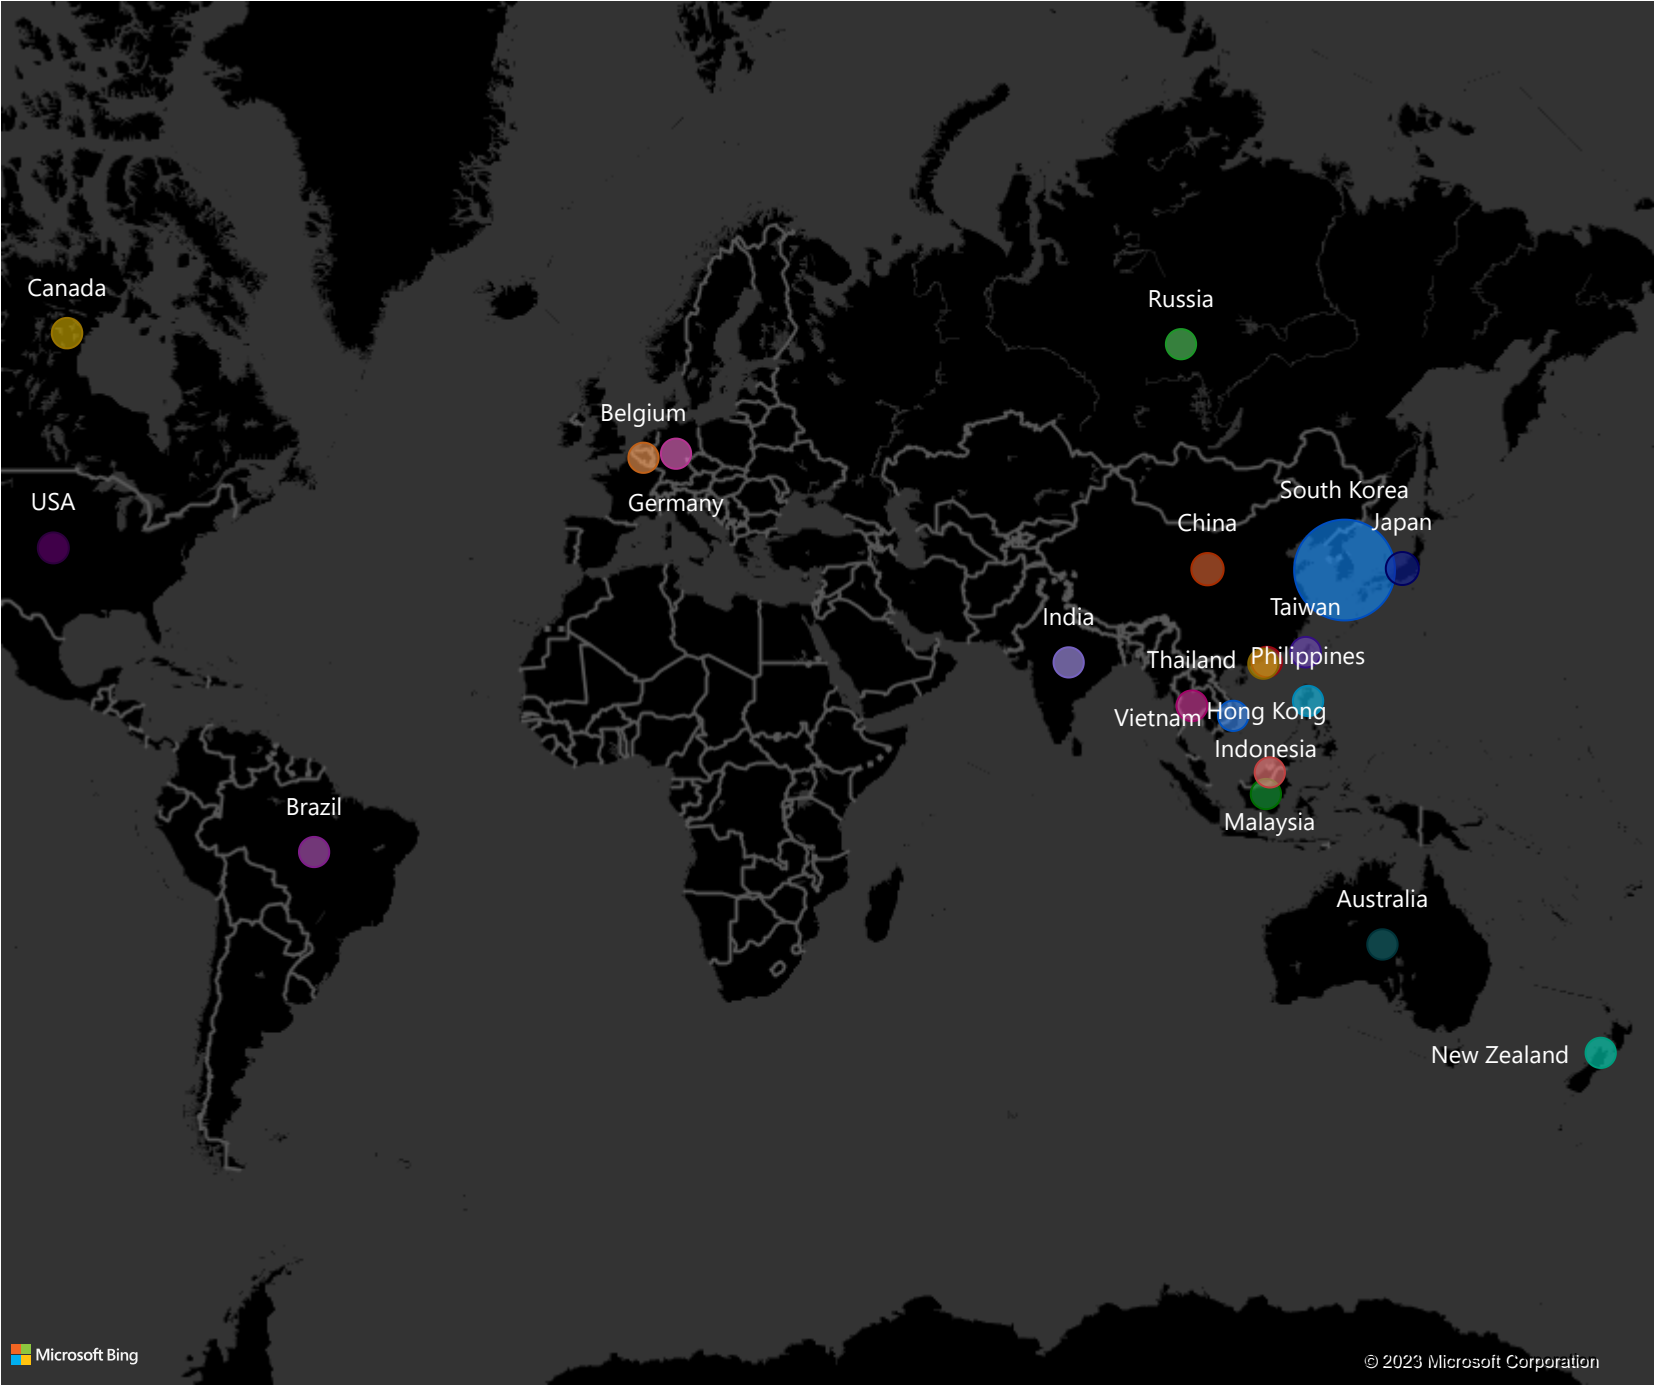 Canada
Russia
Belgium
South Korea
USA
Germany
China
Japan
Taiwan
India
Philippines
Thailand
Hong Kong
Vietnam
Indonesia
Brazil
Malaysia
Australia
New Zealand
Microsoft Bing
© 2023 Microsoft Corporation